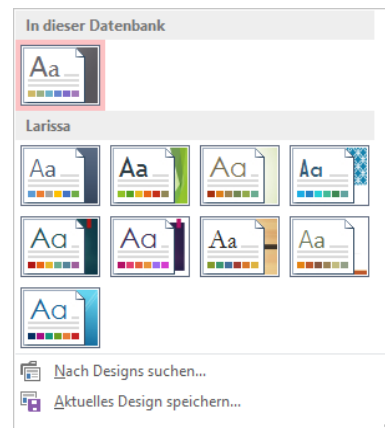 In dieser Datenbank
Aa
Larissa
Aa Aa Aa Aa
Aa Aa Aa Aa
Aa
Nach Designs suchen...
Aktuelles Design speichern...